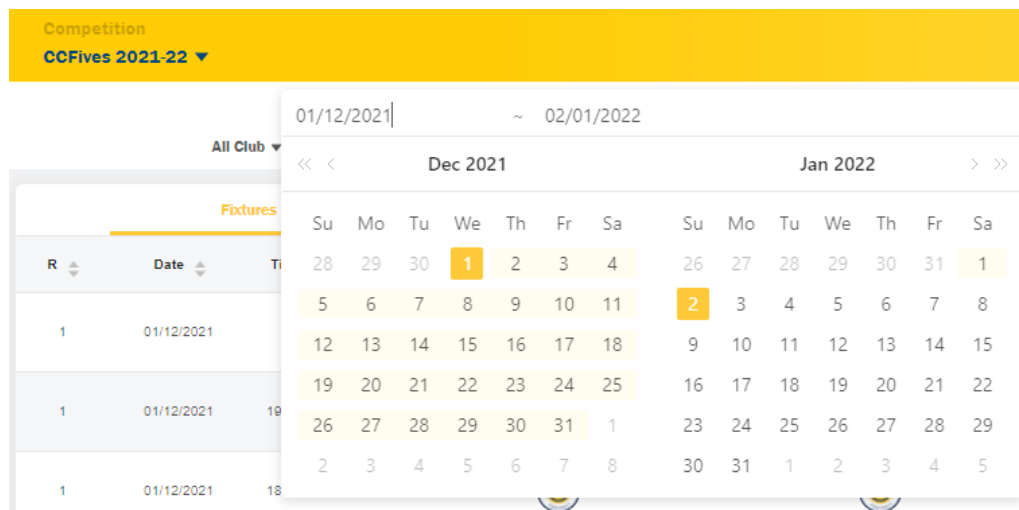 Competition
CCFives 2021-22
01/12/2021 ~ 02/01/2022
All Club
Dec 2021 Jan 2022
Fixtures
Su Mo Tu We Th Fr Sa Su Mo Tu We Th Fr Sa
R Date Ti
28 29 30 1 2 3 4 26 27 28 29 30 31 1
5 6 7 8 9 10 11 2 3 4 5 6 7 8
1 01/12/2021
12 13 14 15 16 17 18 9 10 11 12 13 14 15
19 20 21 22 23 24 25 16 17 18 19 20 21 22
1 01/12/2021 19
26 27 28 29 30 31 1 23 24 25 26 27 28 29
2 3 4 5 6 7 8 30 31 1 2 3 4 5
1 01/12/2021 18